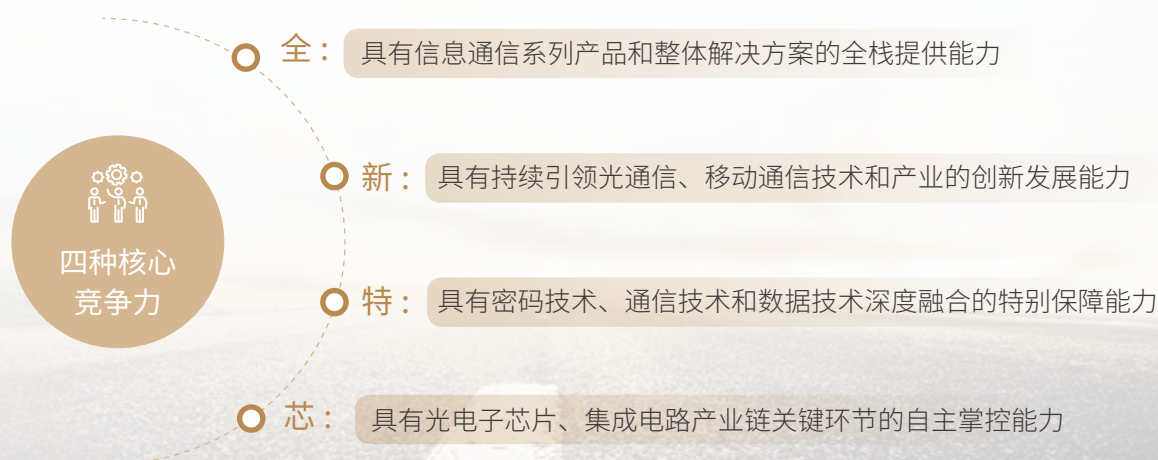 全： 具有信息通信系列产品和整体解决方案的全栈提供能力
新： 具有持续引领光通信、移动通信技术和产业的创新发展能力
四种核心
竞争力
特： 具有密码技术、通信技术和数据技术深度融合的特别保障能力
芯： 具有光电子芯片、集成电路产业链关键环节的自主掌控能力